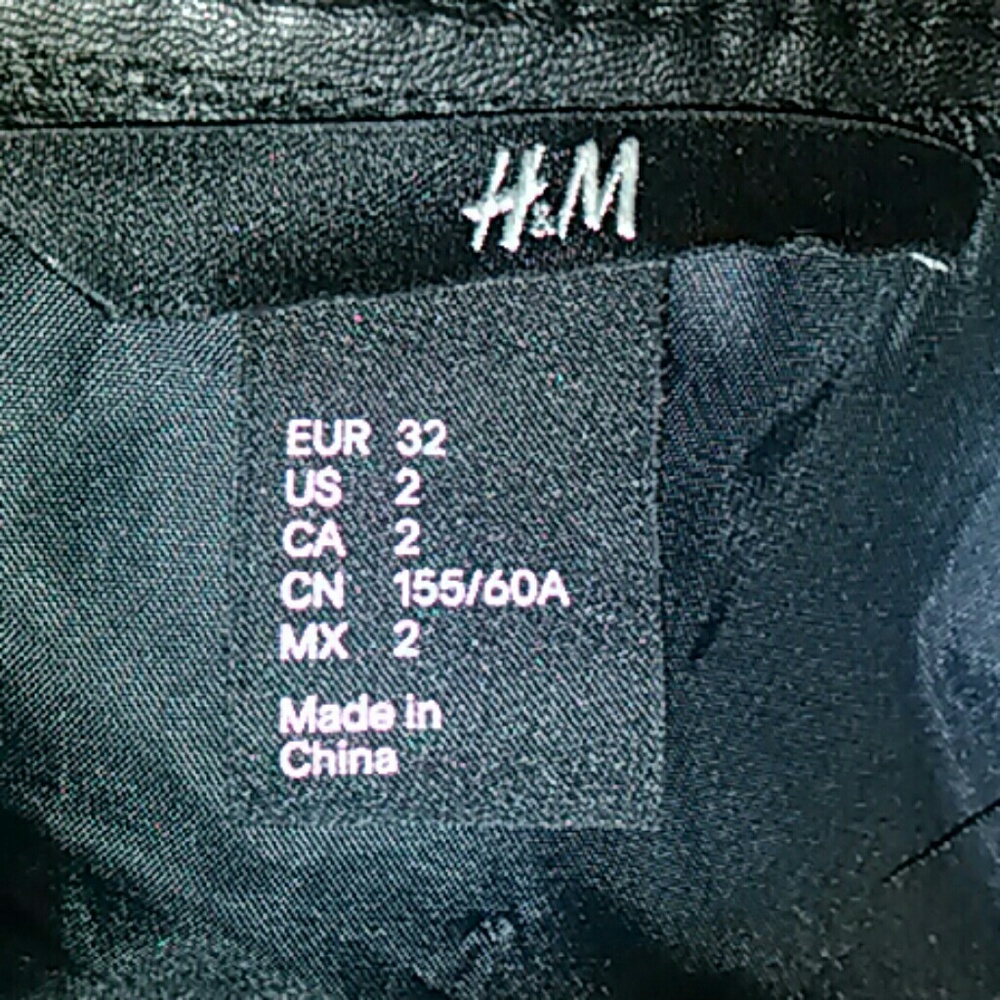 H&M
EUR 32
US 2
CA 2
CN 155/60A
MX 2
Made in
China